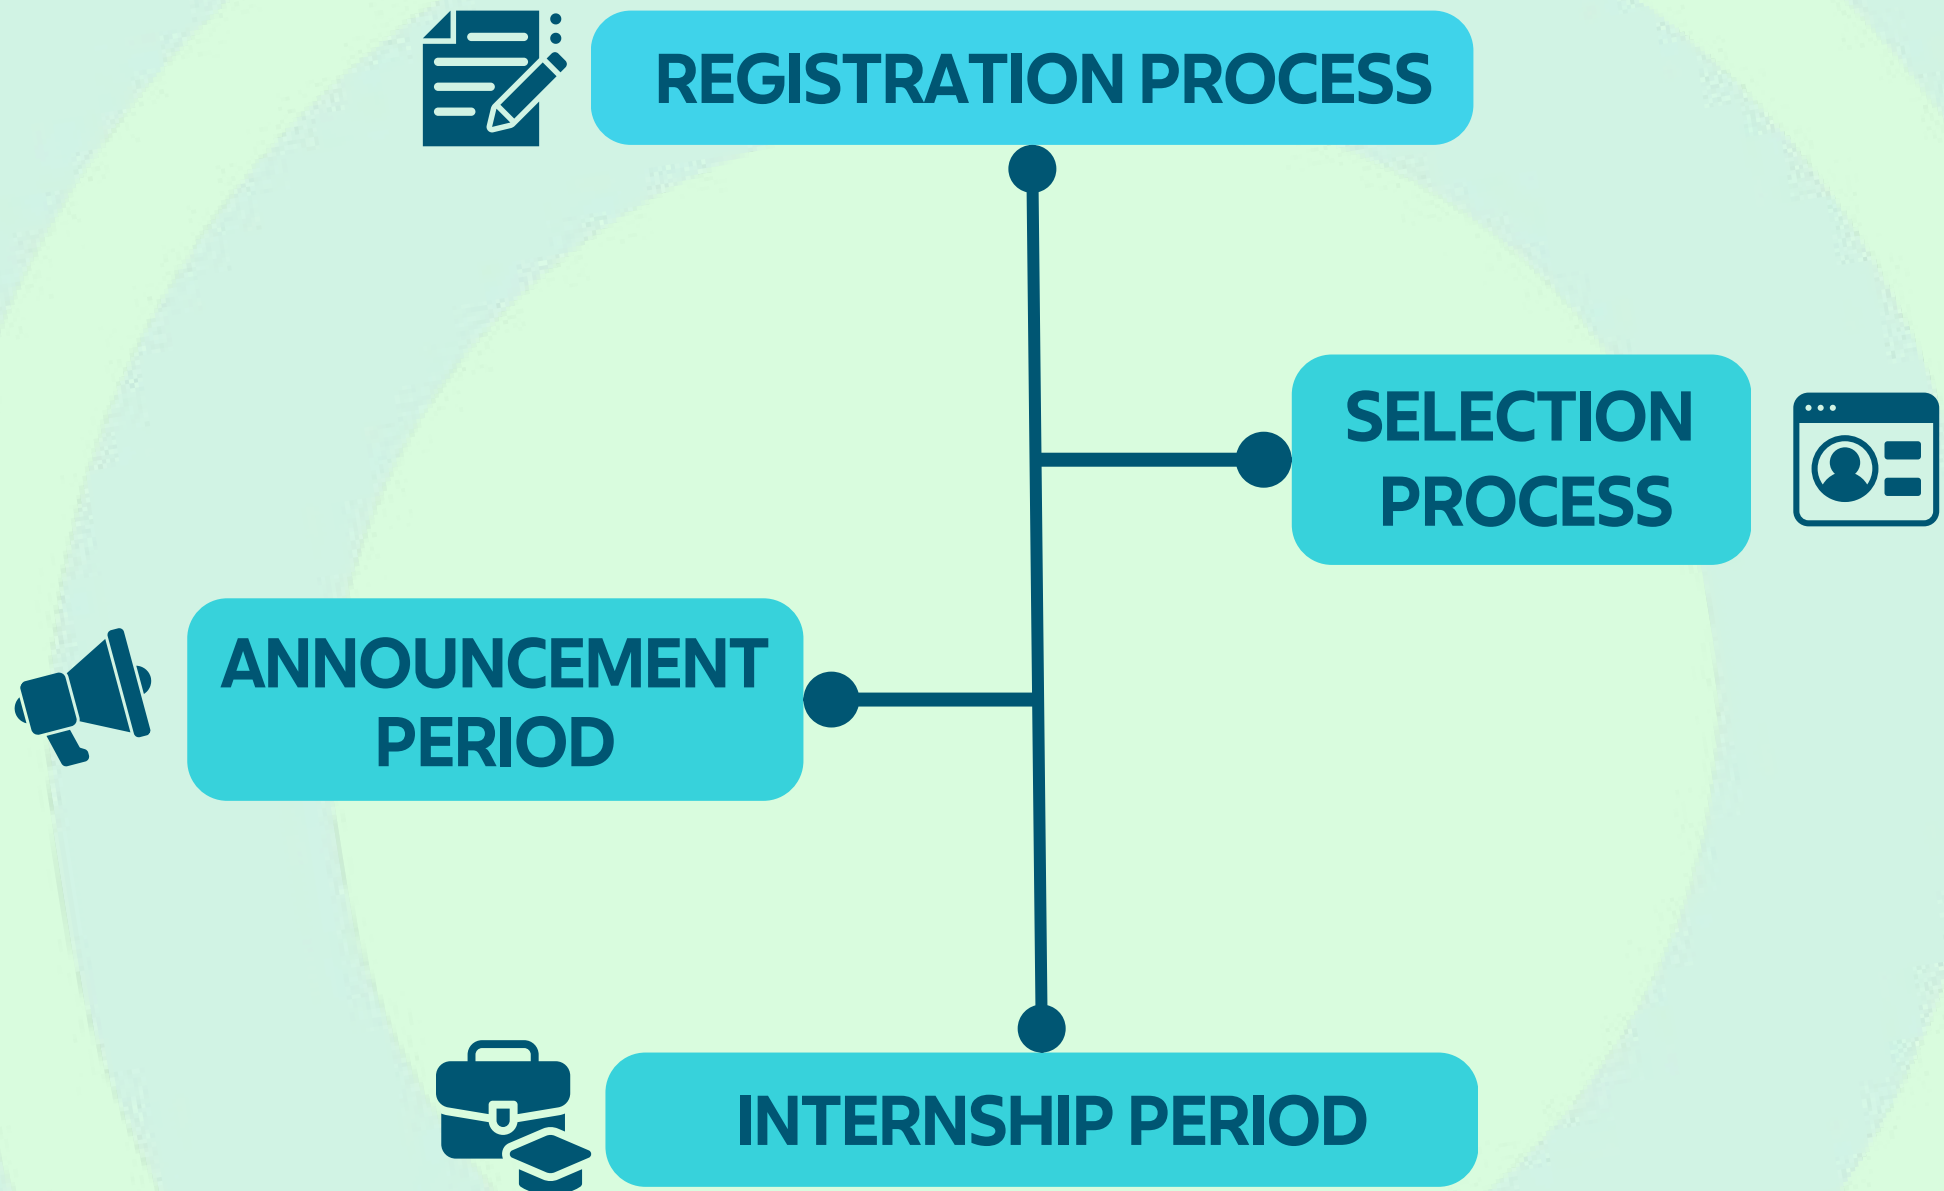 REGISTRATION PROCESS
SELECTION
PROCESS
ANNOUNCEMENT
PERIOD
INTERNSHIP PERIOD